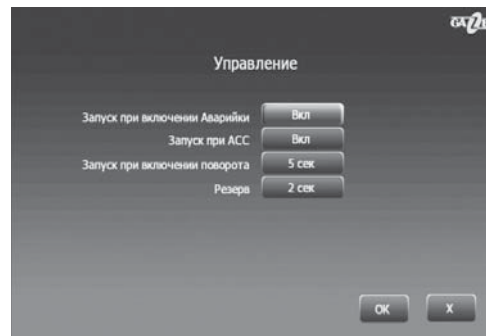 Управление
Запуск при включении Аварийки Вкл
Запуск при АСС Вкл
Запуск при включении поворота 5 сек
Резерв 2 сек
ОК X